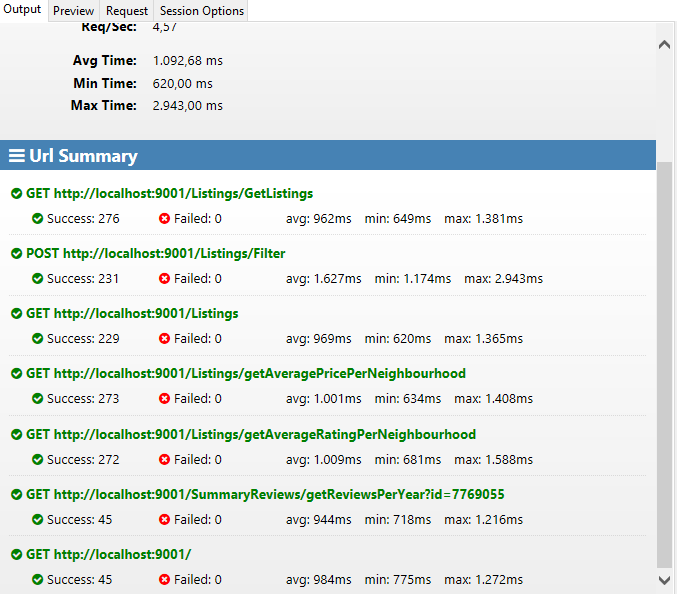 Output Preview Request Session Options
Req/Sec: 4,57
Avg Time: 1.092,68 ms
Min Time: 620,00 ms
Max Time: 2.943,00 ms
Url Summary
GET http://localhost:9001/Listings/GetListings
Success: 276 Failed: 0 avg: 962ms min: 649ms max: 1.381ms
POST http://localhost:9001/Listings/Filter
Success: 231 Failed: 0 avg: 1.627ms min: 1.174ms max: 2.943ms
GET http://localhost:9001/Listings
Success: 229 Failed: 0 avg: 969ms min: 620ms max: 1.365ms
GET http://localhost:9001/Listings/getAveragePricePerNeighbourhood
Success: 273 Failed: 0 avg: 1.001ms min: 634ms max: 1.408ms
GET http://localhost:9001/Listings/getAverageRatingPerNeighbourhood
Success: 272 Failed: 0 avg: 1.009ms min: 681ms max: 1.588ms
GET http://localhost:9001/SummaryReviews/getReviewsPerYear?id=7769055
Success: 45 Failed: 0 avg: 944ms min: 718ms max: 1.216ms
GET http://localhost:9001/
Success: 45 Failed: 0 avg: 984ms min: 775ms max: 1.272ms